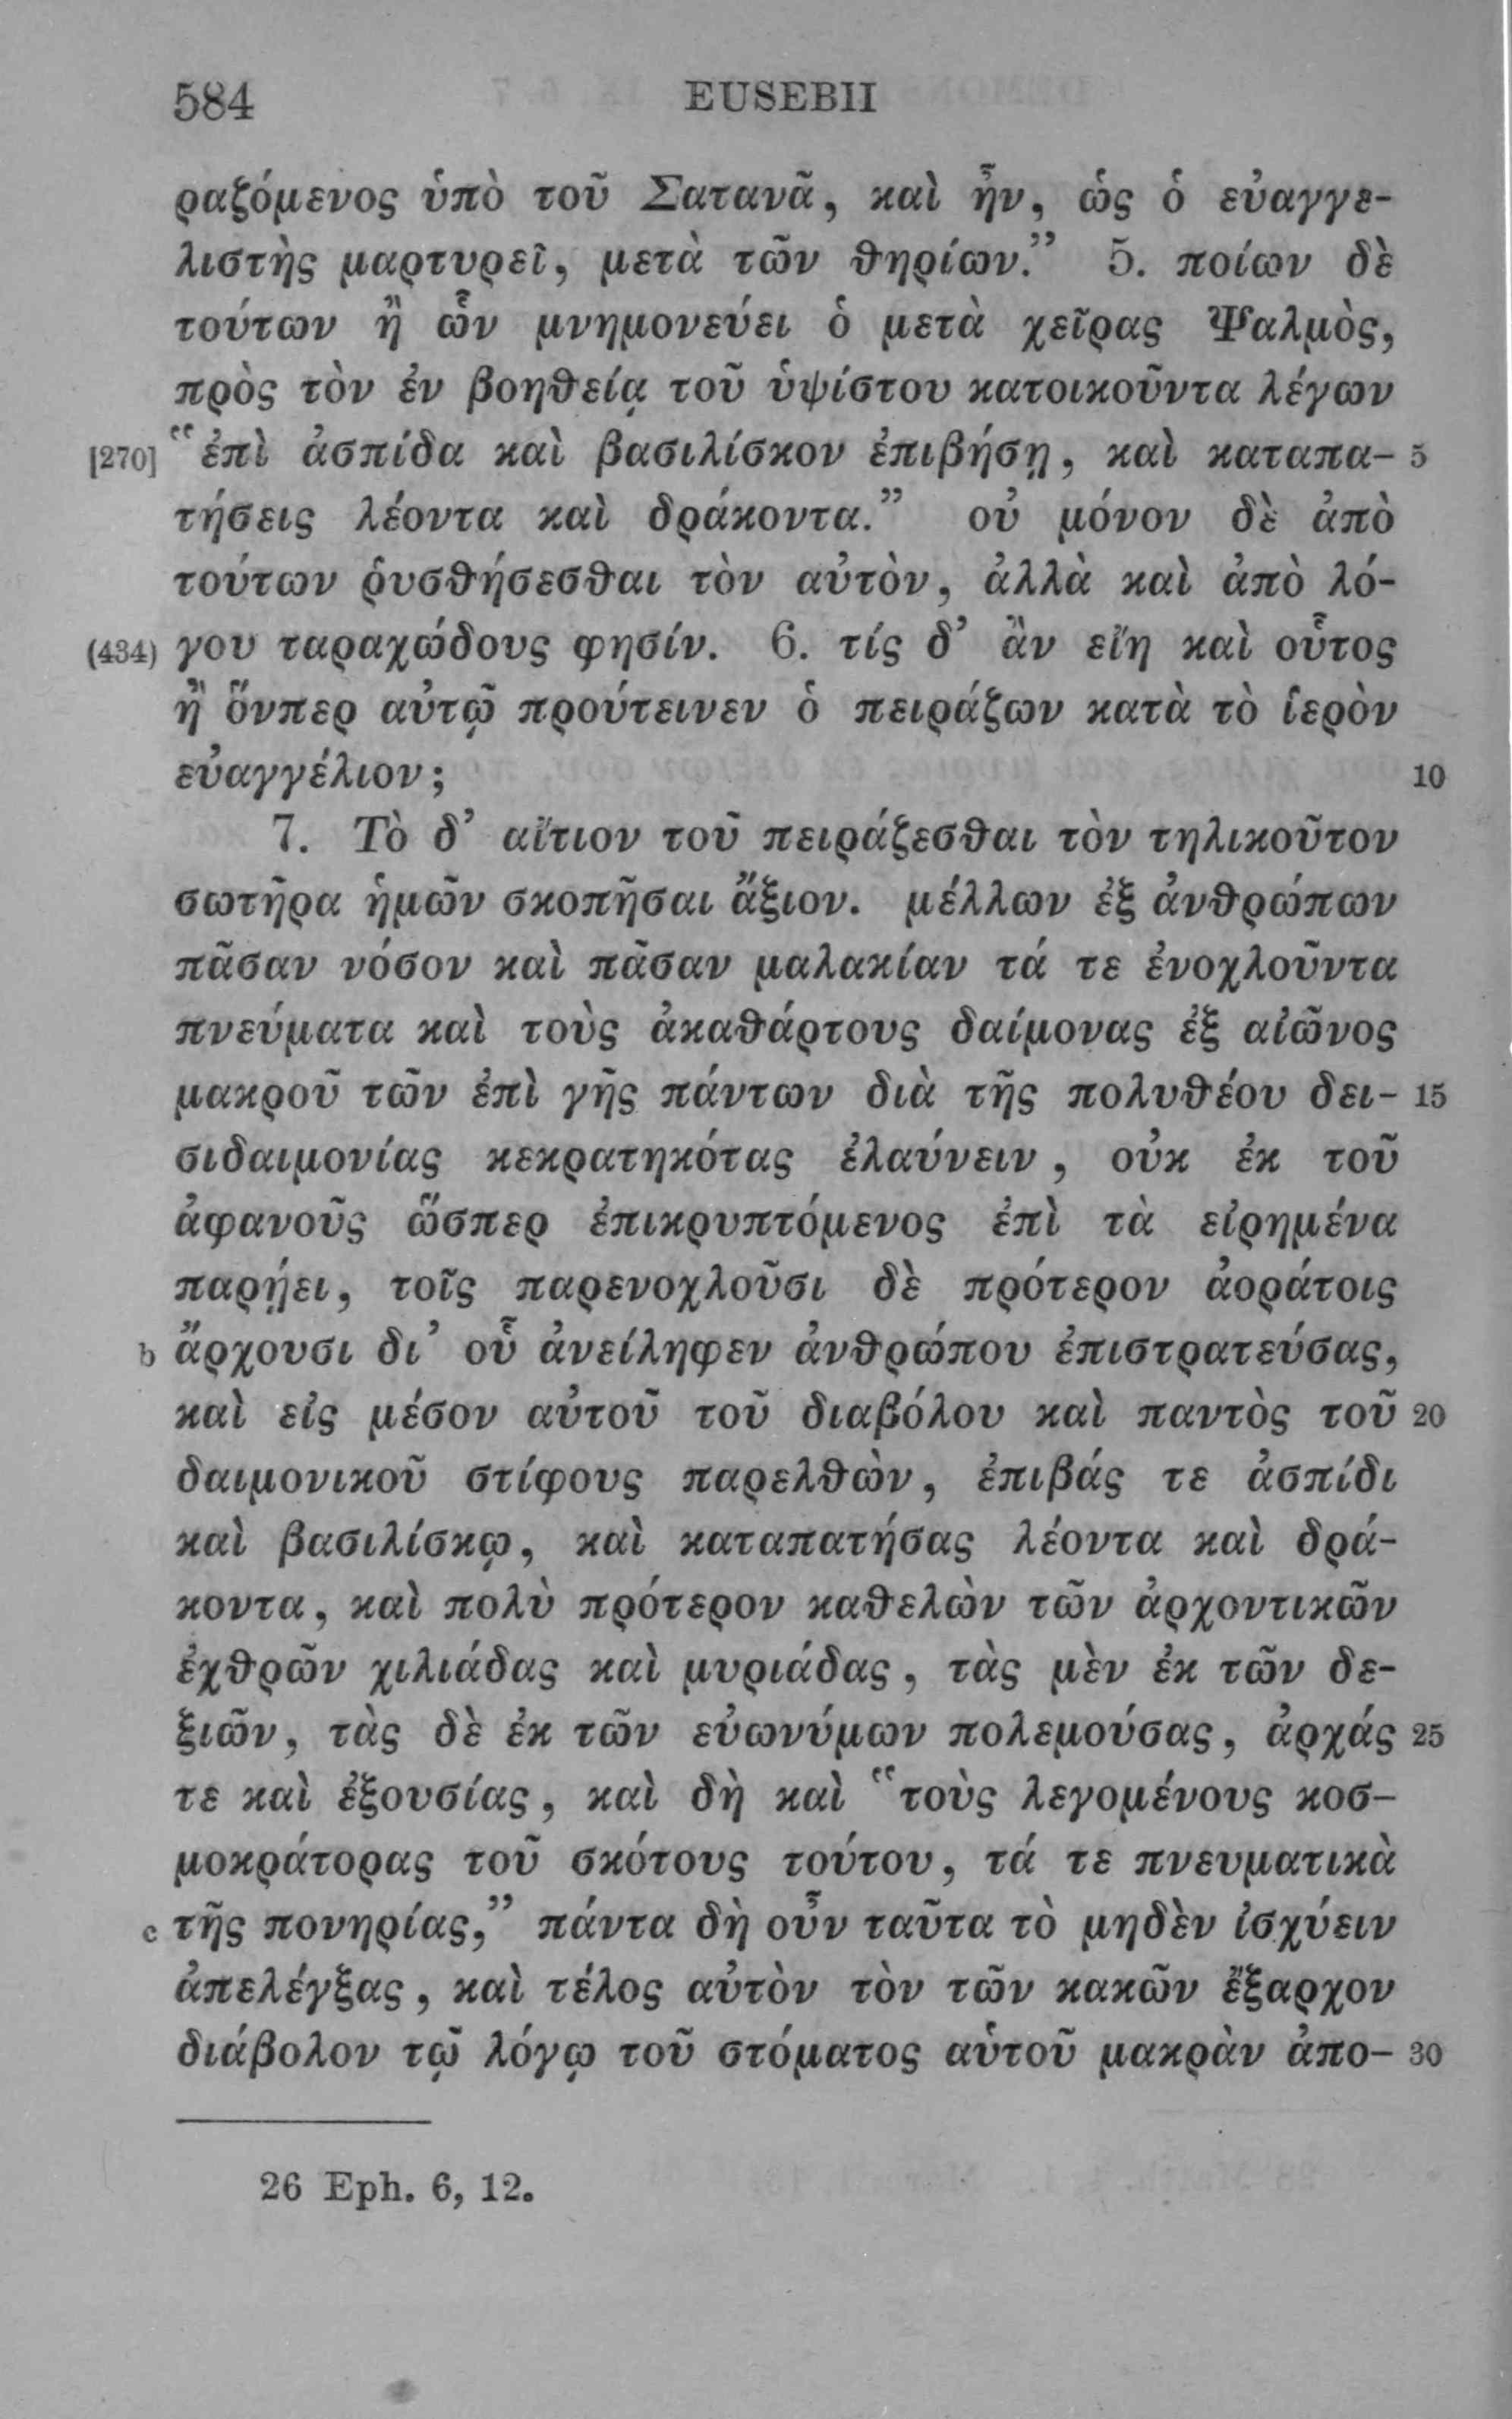 584 EUSEBII
ραζόμενος ὑπὸ τοῦ Σατανᾶ, καὶ ἦν, ὡς ὁ εὐαγγε-
λιστὴς μαρτυρεῖ, μετὰ τῶν θηρίων." 5. ποίων δὲ
τούτων ἢ ὧν μνημονεύει ὁ μετὰ χεῖρας Ψαλμὸς,
πρὸς τὸν ἐν βοηθείᾳ τοῦ ὑψίστου κατοικοῦντα λέγων
[270] "ἐπὶ ἀσπίδα καὶ βασιλίσκον ἐπιβήσῃ, καὶ καταπα- 5
τήσεις λέοντα καὶ δράκοντα." οὐ μόνον δὲ ἀπὸ
τούτων ῥυσθήσεσθαι τὸν αὐτὸν, ἀλλὰ καὶ ἀπὸ λό-
(434) γου ταραχώδους φησίν. 6. τίς δ' ἂν εἴη καὶ οὗτος
ἢ ὅνπερ αὐτῷ προύτεινεν ὁ πειράζων κατὰ τὸ ἱερὸν
εὐαγγέλιον; 10
7. Τὸ δ' αἴτιον τοῦ πειράζεσθαι τὸν τηλικοῦτον
σωτῆρα ἡμῶν σκοπῆσαι ἄξιον. μέλλων ἐξ ἀνθρώπων
πᾶσαν νόσον καὶ πᾶσαν μαλακίαν τά τε ἐνοχλοῦντα
πνεύματα καὶ τοὺς ἀκαθάρτους δαίμονας ἐξ αἰῶνος
μακροῦ τῶν ἐπὶ γῆς πάντων διὰ τῆς πολυθέου δει- 15
σιδαιμονίας κεκρατηκότας ἐλαύνειν, οὐκ ἐκ τοῦ
ἀφανοῦς ὥσπερ ἐπικρυπτόμενος ἐπὶ τὰ εἰρημένα
παρῄει, τοῖς παρενοχλοῦσι δὲ πρότερον ἀοράτοις
b ἄρχουσι δι' οὗ ἀνείληφεν ἀνθρώπου ἐπιστρατεύσας,
καὶ εἰς μέσον αὐτοῦ τοῦ διαβόλου καὶ παντὸς τοῦ 20
δαιμονικοῦ στίφους παρελθὼν, ἐπιβάς τε ἀσπίδι
καὶ βασιλίσκῳ, καὶ καταπατήσας λέοντα καὶ δρά-
κοντα, καὶ πολὺ πρότερον καθελὼν τῶν ἀρχοντικῶν
ἐχθρῶν χιλιάδας καὶ μυριάδας, τὰς μὲν ἐκ τῶν δε-
ξιῶν, τὰς δὲ ἐκ τῶν εὐωνύμων πολεμούσας, ἀρχάς 25
τε καὶ ἐξουσίας, καὶ δὴ καὶ "τοὺς λεγομένους κοσ-
μοκράτορας τοῦ σκότους τούτου, τά τε πνευματικὰ
c τῆς πονηρίας," πάντα δὴ οὖν ταῦτα τὸ μηδὲν ἰσχύειν
ἀπελέγξας, καὶ τέλος αὐτὸν τὸν τῶν κακῶν ἔξαρχον
διάβολον τῷ λόγῳ τοῦ στόματος αὑτοῦ μακρὰν ἀπο- 30
26 Eph. 6, 12.